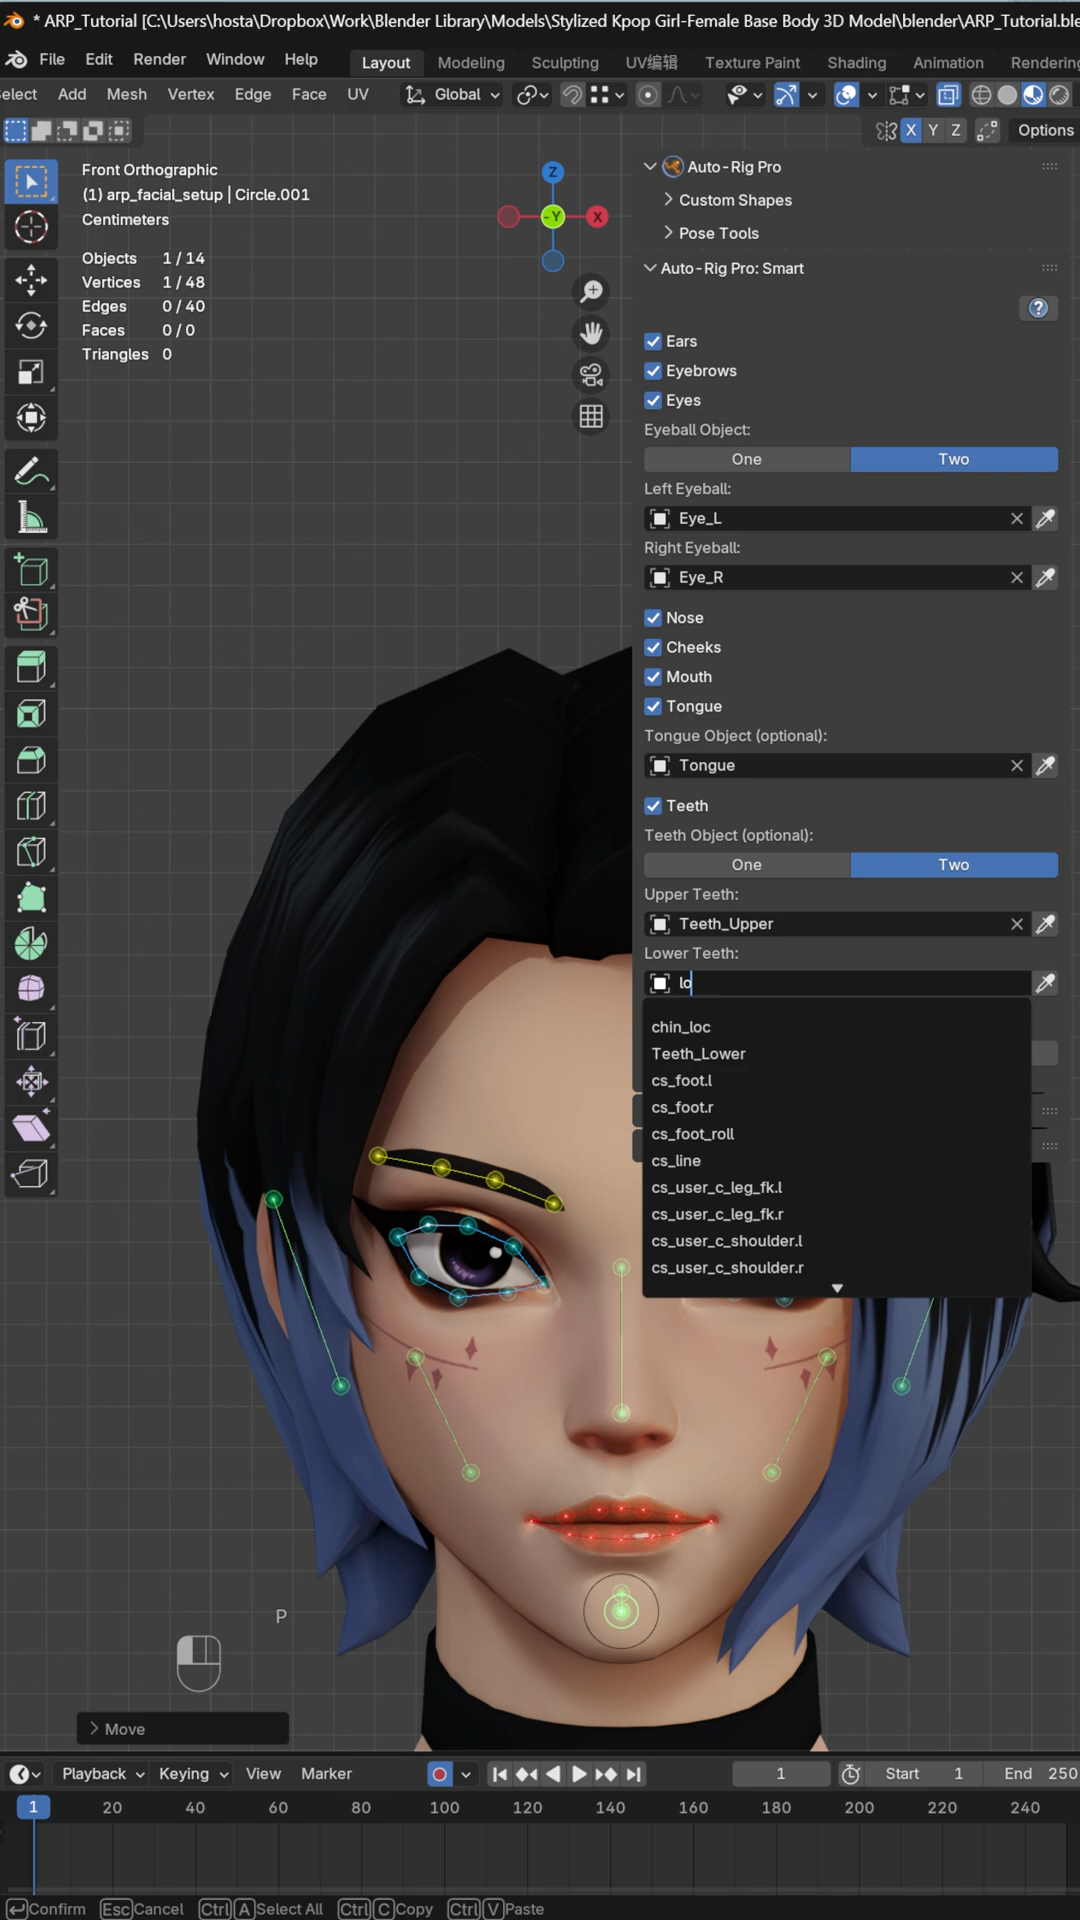 * ARP_Tutorial [C:\Users\hosta\Dropbox\Work\Blender Library\Models\Stylized Kpop Girl-Female Base Body 3D Model\blender\ARP_Tutorial.ble
File Edit Render Window Help Layout Modeling Sculpting UV编辑 Texture Paint Shading Animation Rendering
Select Add Mesh Vertex Edge Face UV Global
X Y Z Options
Front Orthographic
(1) arp_facial_setup | Circle.001
Centimeters
Objects 1 / 14
Vertices 1 / 48
Edges 0 / 40
Faces 0 / 0
Triangles 0
Z
-Y
X
Auto-Rig Pro
Custom Shapes
Pose Tools
Auto-Rig Pro: Smart
?
Ears
Eyebrows
Eyes
Eyeball Object:
One Two
Left Eyeball:
Eye_L
Right Eyeball:
Eye_R
Nose
Cheeks
Mouth
Tongue
Tongue Object (optional):
Tongue
Teeth
Teeth Object (optional):
One Two
Upper Teeth:
Teeth_Upper
Lower Teeth:
lo
chin_loc
Teeth_Lower
cs_foot.l
cs_foot.r
cs_foot_roll
cs_line
cs_user_c_leg_fk.l
cs_user_c_leg_fk.r
cs_user_c_shoulder.l
cs_user_c_shoulder.r
P
Move
Playback Keying View Marker 1 Start 1 End 250
1 20 40 60 80 100 120 140 160 180 200 220 240
Confirm Esc Cancel Ctrl A Select All Ctrl C Copy Ctrl V Paste